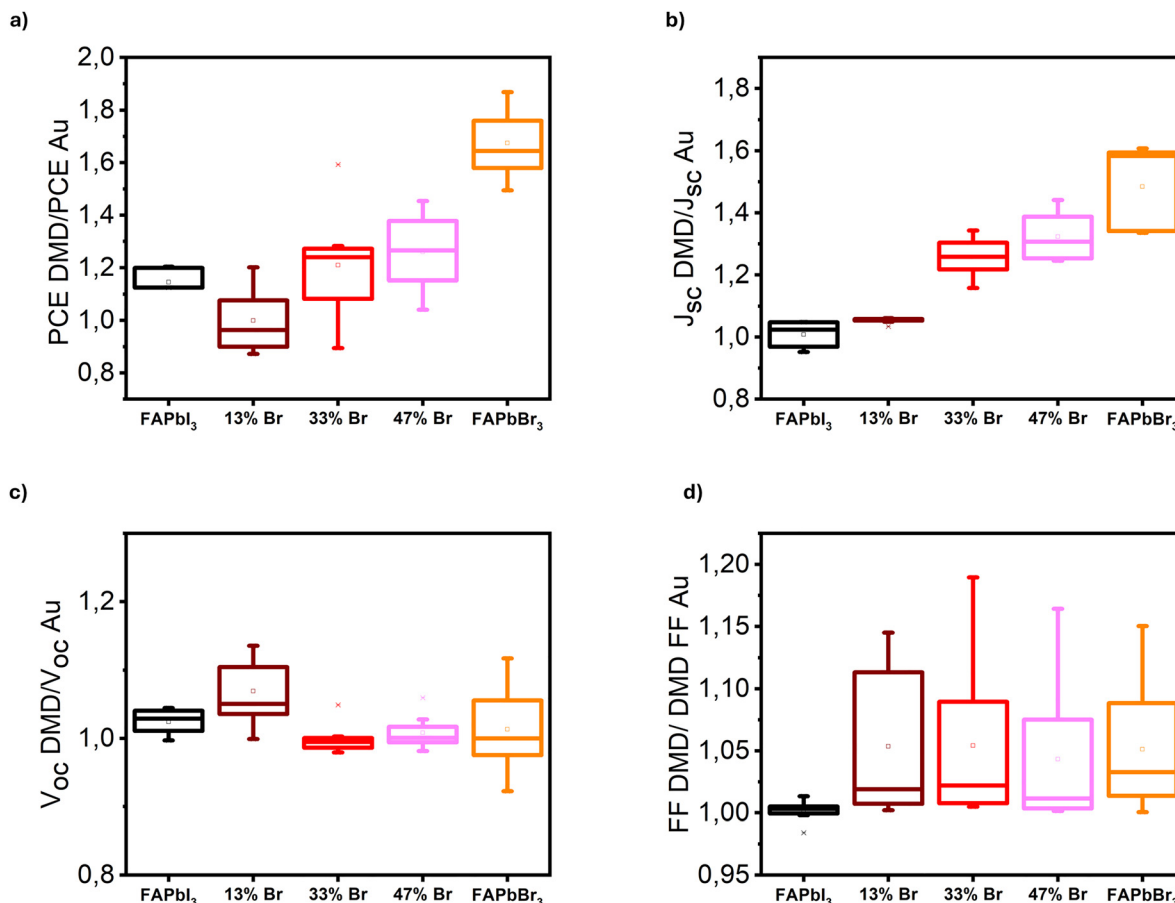 a)
PCE DMD/PCE Au
2,0
1,8
1,6
1,4
1,2
1,0
0,8
FAPbI₃ 13% Br 33% Br 47% Br FAPbBr₃
b)
J_SC DMD/J_SC Au
1,8
1,6
1,4
1,2
1,0
0,8
FAPbI₃ 13% Br 33% Br 47% Br FAPbBr₃
c)
V_OC DMD/V_OC Au
1,2
1,0
0,8
FAPbI₃ 13% Br 33% Br 47% Br FAPbBr₃
d)
FF DMD/ DMD FF Au
1,20
1,15
1,10
1,05
1,00
0,95
FAPbI₃ 13% Br 33% Br 47% Br FAPbBr₃